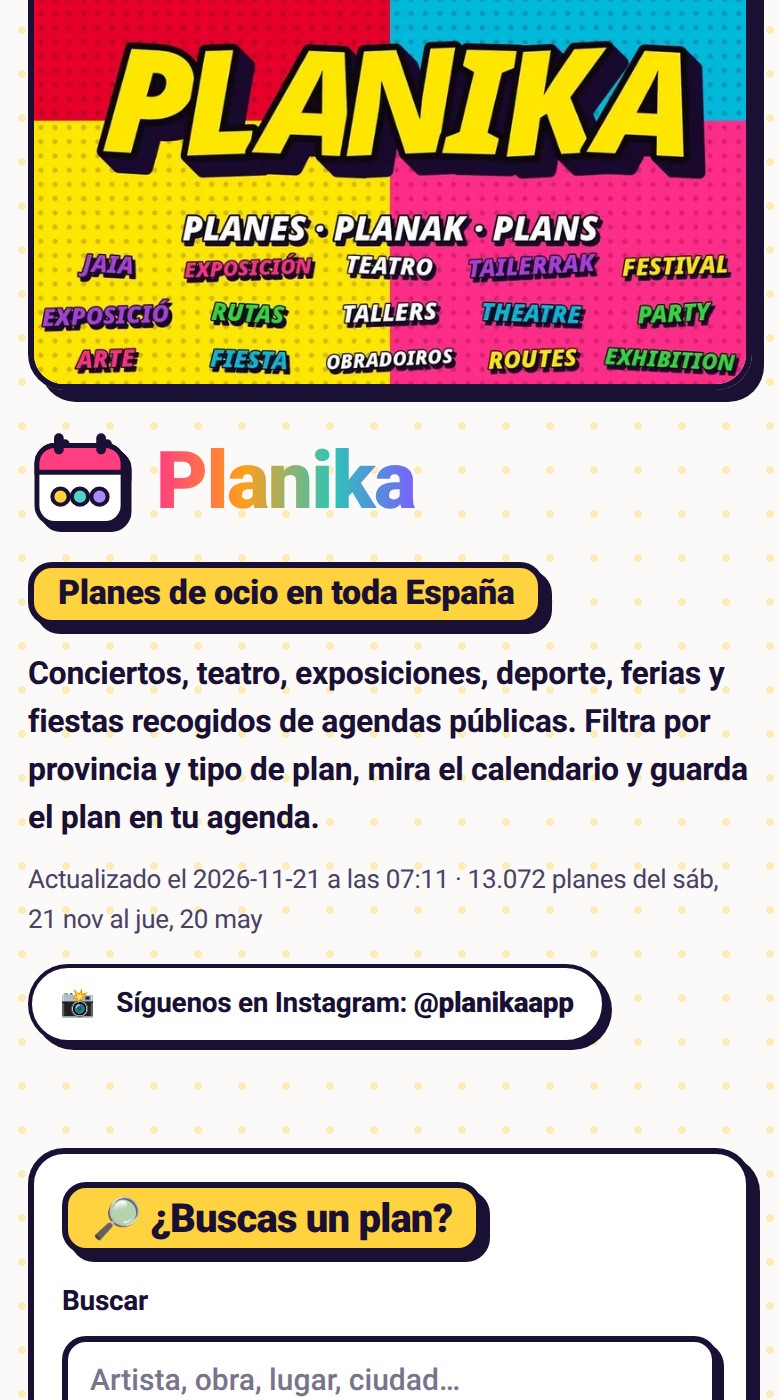 PLANIKA
PLANES · PLANAK · PLANS
JAIA EXPOSICIÓN TEATRO TAILERRAK FESTIVAL
EXPOSICIÓ RUTAS TALLERS THEATRE PARTY
ARTE FIESTA OBRADOIROS ROUTES EXHIBITION
Planika
Planes de ocio en toda España
Conciertos, teatro, exposiciones, deporte, ferias y
fiestas recogidos de agendas públicas. Filtra por
provincia y tipo de plan, mira el calendario y guarda
el plan en tu agenda.
Actualizado el 2026-11-21 a las 07:11 · 13.072 planes del sáb,
21 nov al jue, 20 may
Síguenos en Instagram: @planikaapp
¿Buscas un plan?
Buscar
Artista, obra, lugar, ciudad…